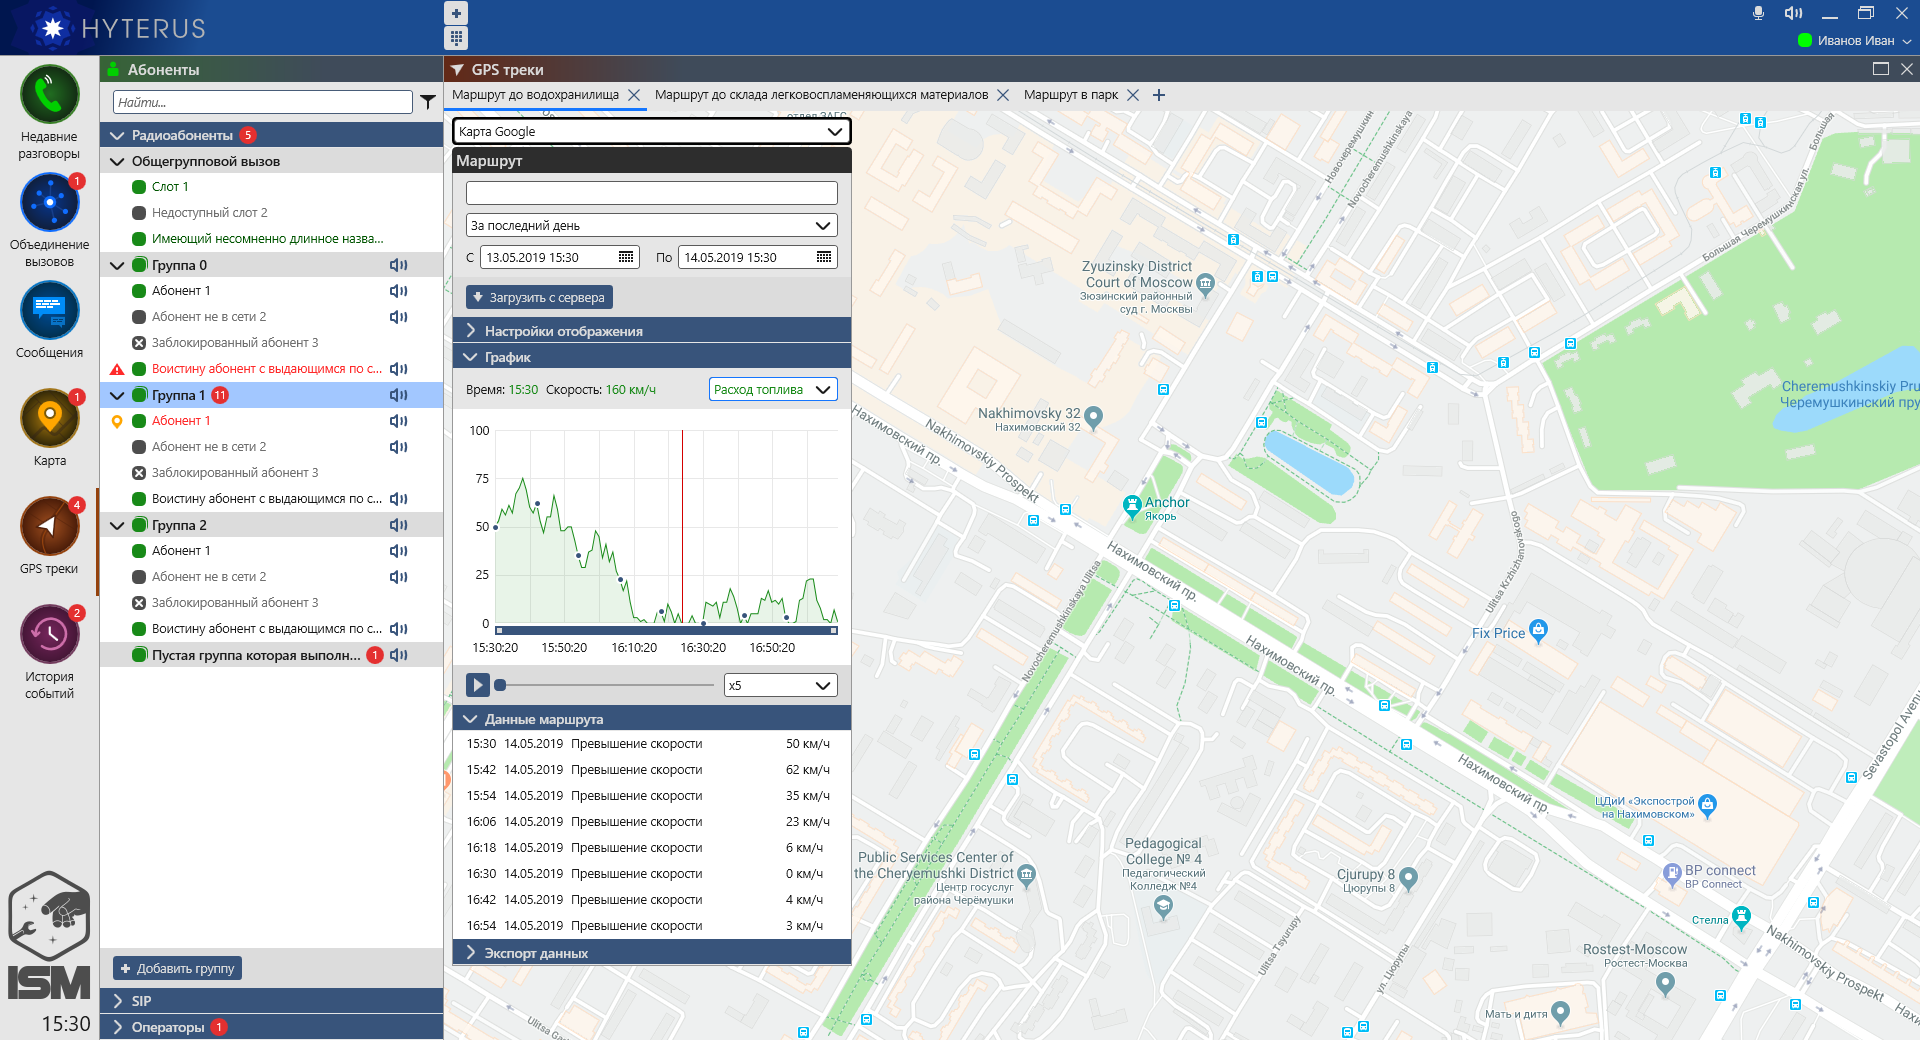 HYTERUS
Иванов Иван
Недавние
разговоры
1
Объединение
вызовов
Сообщения
1
Карта
4
GPS треки
2
История
событий
ISM
15:30
Абоненты
Найти...
Радиоабоненты 5
Общегрупповой вызов
Слот 1
Недоступный слот 2
Имеющий несомненно длинное назва...
Группа 0
Абонент 1
Абонент не в сети 2
Заблокированный абонент 3
Воистину абонент с выдающимся по с...
Группа 1 11
Абонент 1
Абонент не в сети 2
Заблокированный абонент 3
Воистину абонент с выдающимся по с...
Группа 2
Абонент 1
Абонент не в сети 2
Заблокированный абонент 3
Воистину абонент с выдающимся по с...
Пустая группа которая выполн... 1
Добавить группу
SIP
Операторы 1
GPS треки
Маршрут до водохранилища
Маршрут до склада легковоспламеняющихся материалов
Маршрут в парк
Карта Google
Маршрут
За последний день
С 13.05.2019 15:30 По 14.05.2019 15:30
Загрузить с сервера
Настройки отображения
График
Время: 15:30 Скорость: 160 км/ч Расход топлива
100
75
50
25
0
15:30:20 15:50:20 16:10:20 16:30:20 16:50:20
x5
Данные маршрута
15:30 14.05.2019 Превышение скорости 50 км/ч
15:42 14.05.2019 Превышение скорости 62 км/ч
15:54 14.05.2019 Превышение скорости 35 км/ч
16:06 14.05.2019 Превышение скорости 23 км/ч
16:18 14.05.2019 Превышение скорости 6 км/ч
16:30 14.05.2019 Превышение скорости 0 км/ч
16:42 14.05.2019 Превышение скорости 4 км/ч
16:54 14.05.2019 Превышение скорости 3 км/ч
Экспорт данных
Новочеремушкинская
Novocheremushkinskaya
Большая
Большая Черемушкинская ул.
Zyuzinsky District
Court of Moscow
Зюзинский районный
суд г. Москвы
Cheremushkinskiy Pru
Черемушкинский пру
Nakhimovsky 32
Нахимовский 32
Нахимовский пр.
Nakhimovskiy Prospekt
Anchor
Якорь
Нахимовский пр.
Ulitsa Krzhizhanovskogo
Novocheremushkinskaya Ulitsa
Fix Price
Нахимовский пр.
Sevastopol Avenu
Нахимовский пр.
ЦДиИ «Экспострой
на Нахимовском»
Pedagogical
College № 4
Педагогический
Колледж №4
Public Services Center of
the Cheryemushki District
Центр госуслуг
района Черёмушки
Cjurupy 8
Цюрупы 8
BP connect
BP Connect
Стелла
Nakhimovskiy Prospekt
Нахимо
Ulitsa Tsyurupy
ул. Цюрупы
Rostest-Moscow
Ростест-Москва
Мать и дитя
Ulitsa Gar